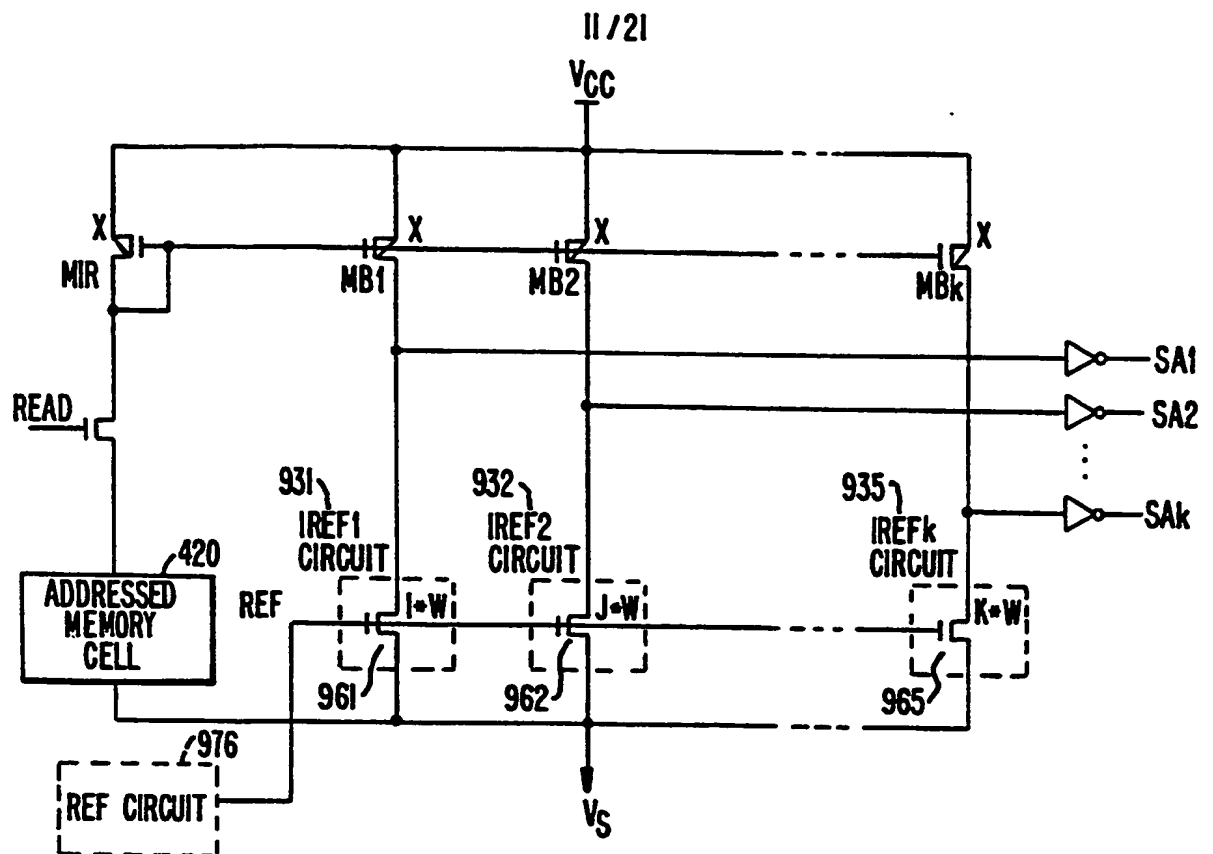 11/21
VCC
X
X
X
X
MIR
MB1
MB2
MBk
SA1
READ
SA2
SAk
931
IREF1
CIRCUIT
932
IREF2
CIRCUIT
935
IREFk
CIRCUIT
420
ADDRESSED
MEMORY
CELL
REF
I*W
J*W
K*W
961
962
965
976
REF CIRCUIT
VS